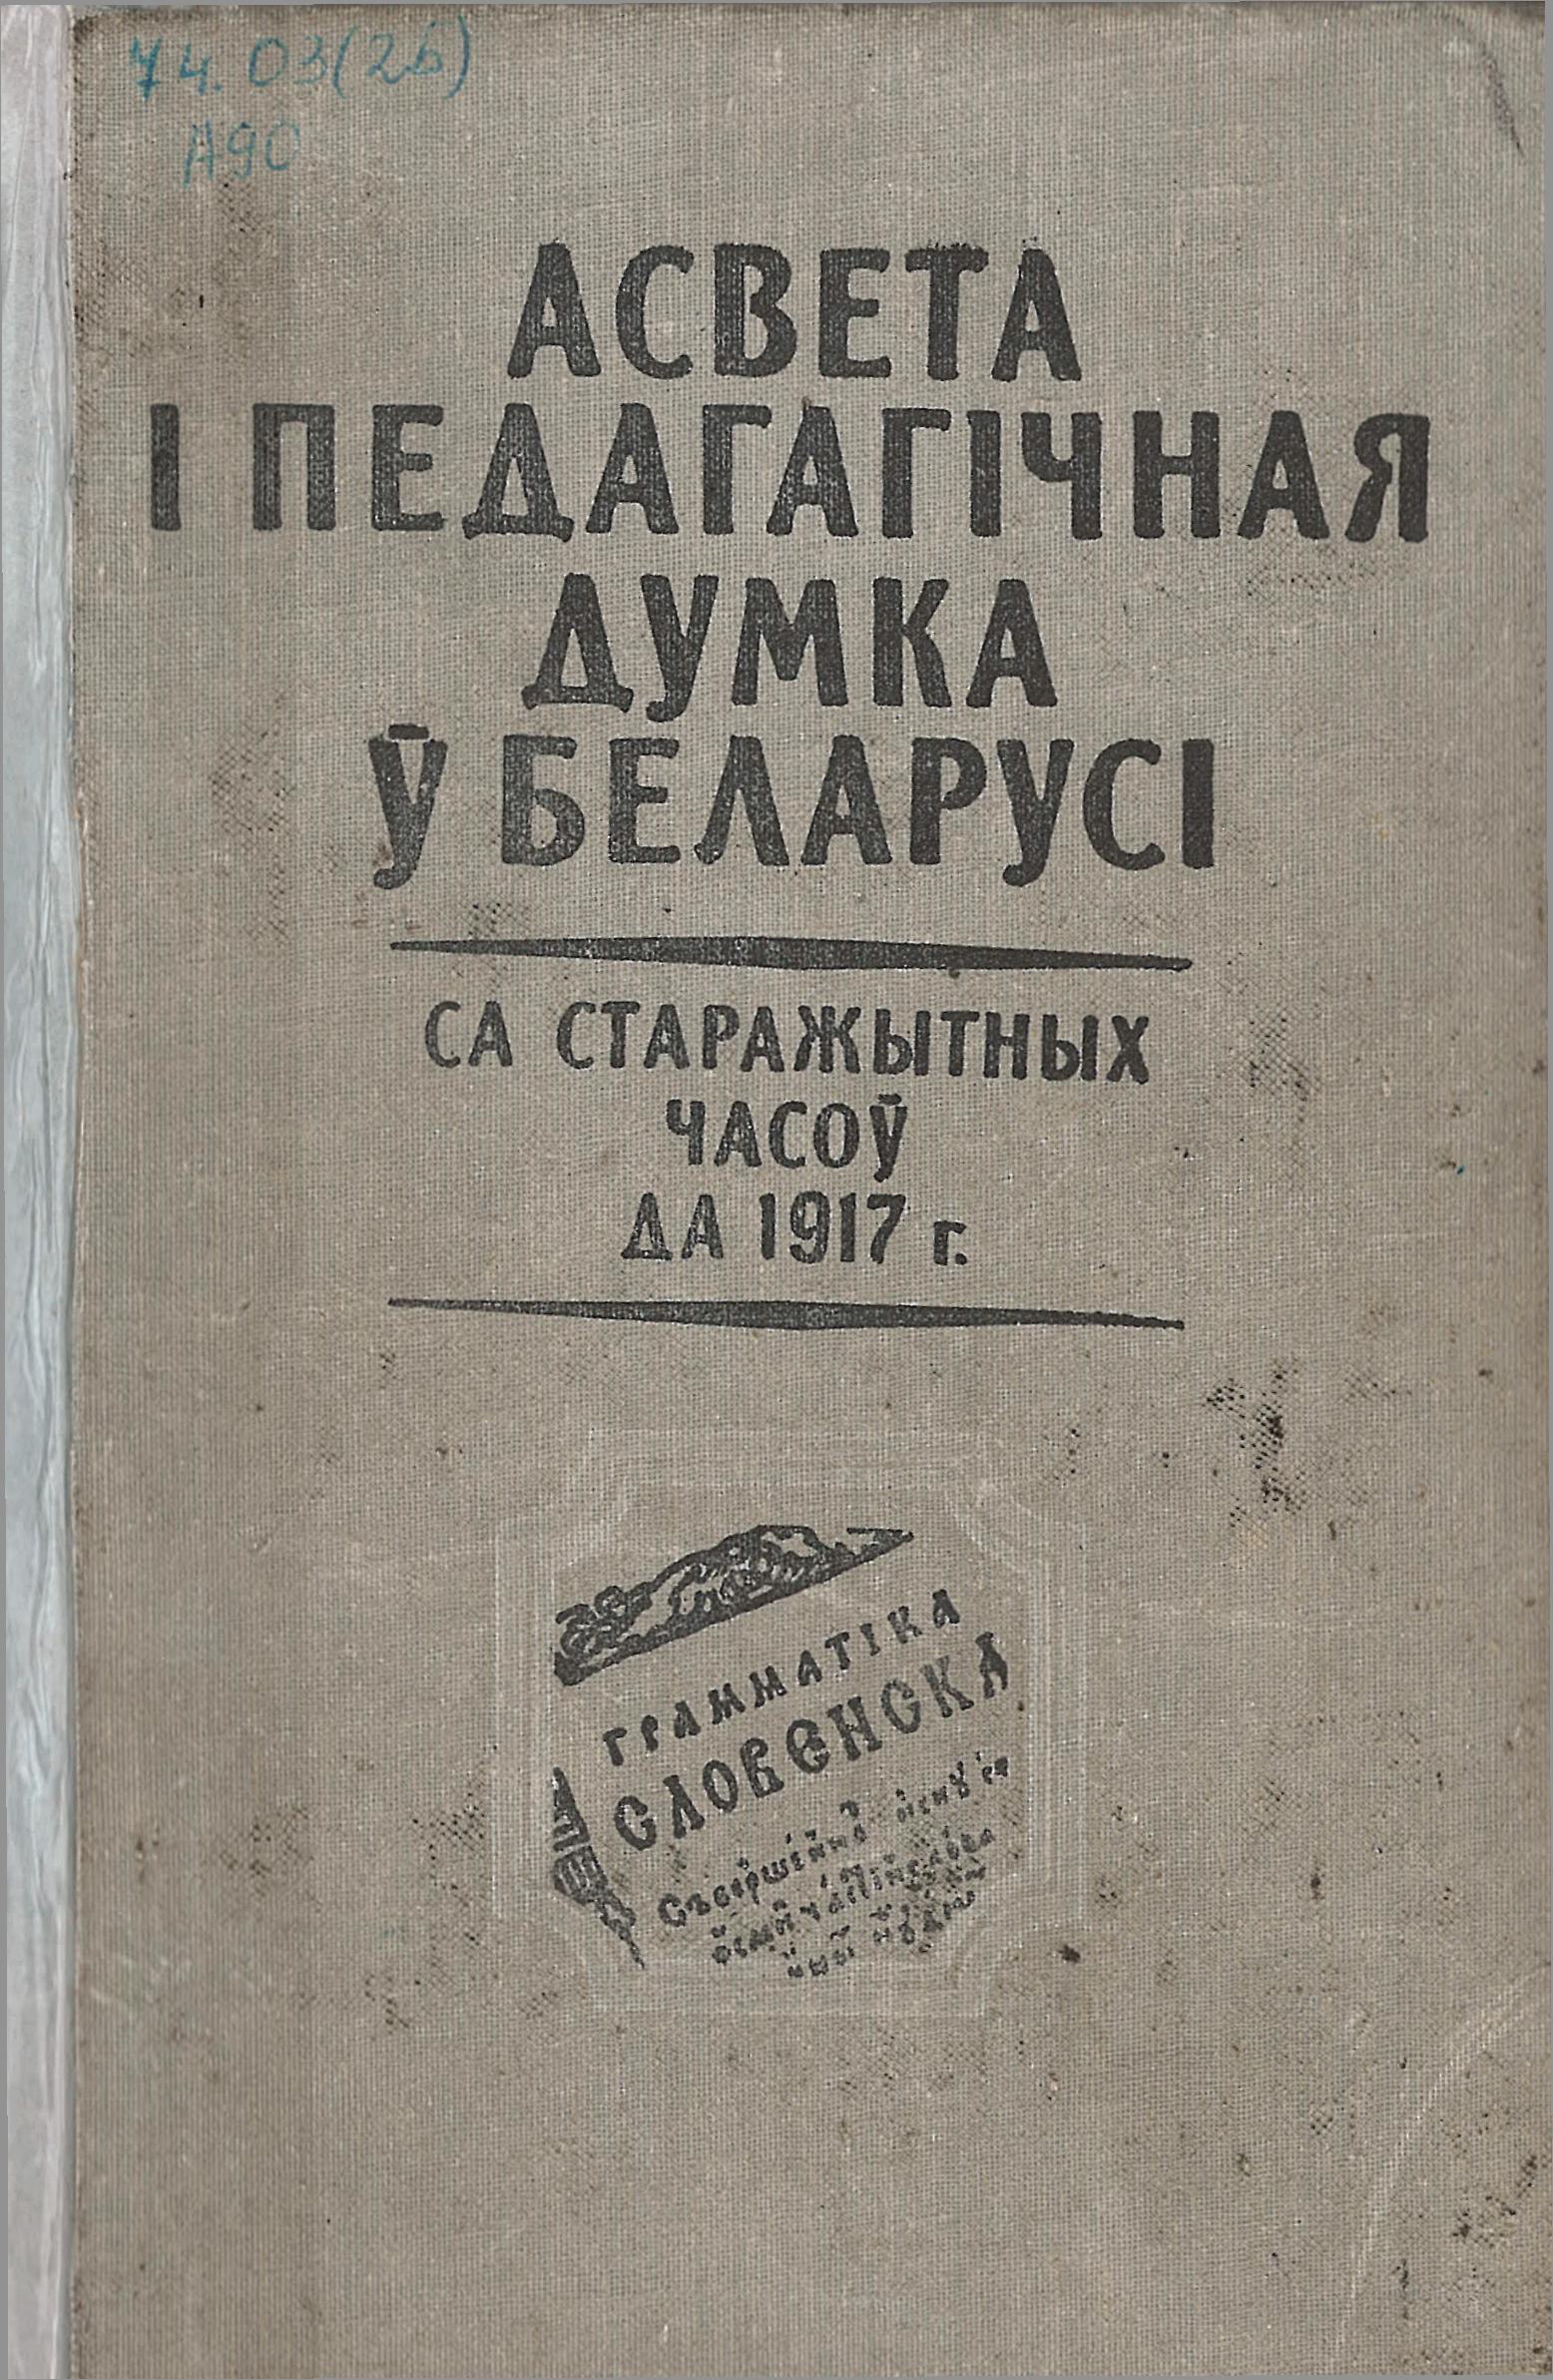 74.03(2Б)
А90
АСВЕТА
І ПЕДАГАГІЧНАЯ
ДУМКА
Ў БЕЛАРУСІ
СА СТАРАЖЫТНЫХ
ЧАСОЎ
ДА 1917 г.
ГРАММАТІКА
СЛОВЕНСКА